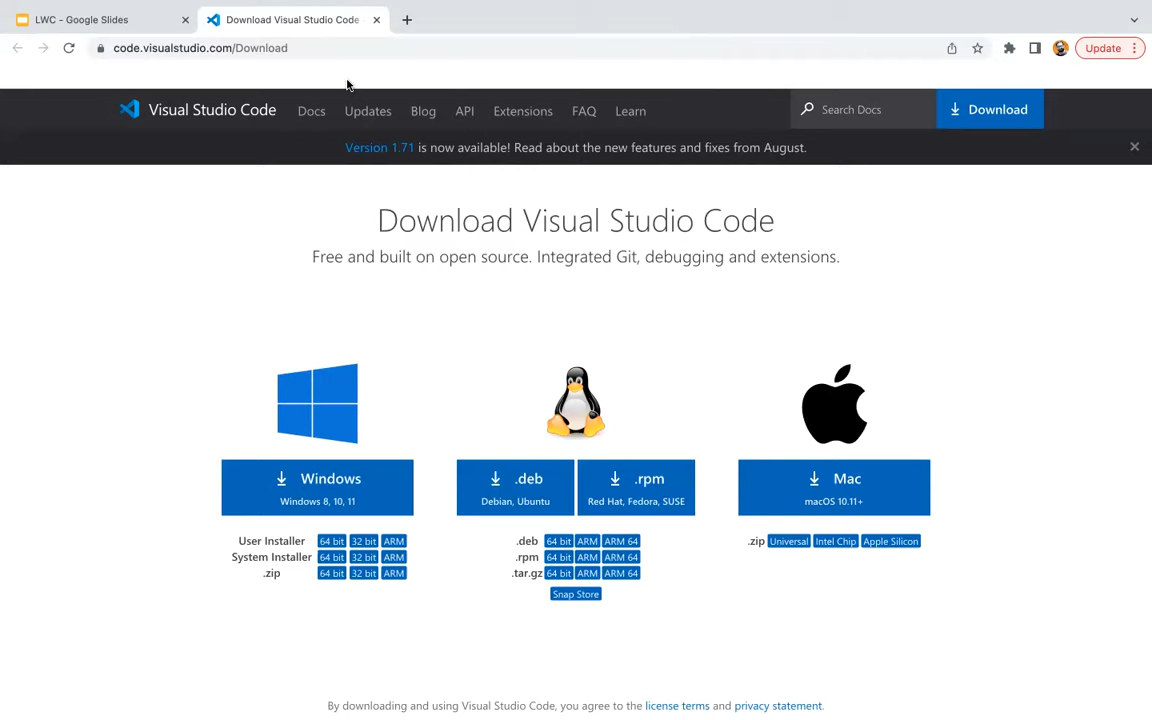 LWC - Google Slides
Download Visual Studio Code
code.visualstudio.com/Download
Update
Visual Studio Code Docs Updates Blog API Extensions FAQ Learn Search Docs Download
Version 1.71 is now available! Read about the new features and fixes from August.
Download Visual Studio Code
Free and built on open source. Integrated Git, debugging and extensions.
Windows
Windows 8, 10, 11
User Installer 64 bit 32 bit ARM
System Installer 64 bit 32 bit ARM
.zip 64 bit 32 bit ARM
.deb
Debian, Ubuntu
.rpm
Red Hat, Fedora, SUSE
.deb 64 bit ARM ARM 64
.rpm 64 bit ARM ARM 64
.tar.gz 64 bit ARM ARM 64
Snap Store
Mac
macOS 10.11+
.zip Universal Intel Chip Apple Silicon
By downloading and using Visual Studio Code, you agree to the license terms and privacy statement.